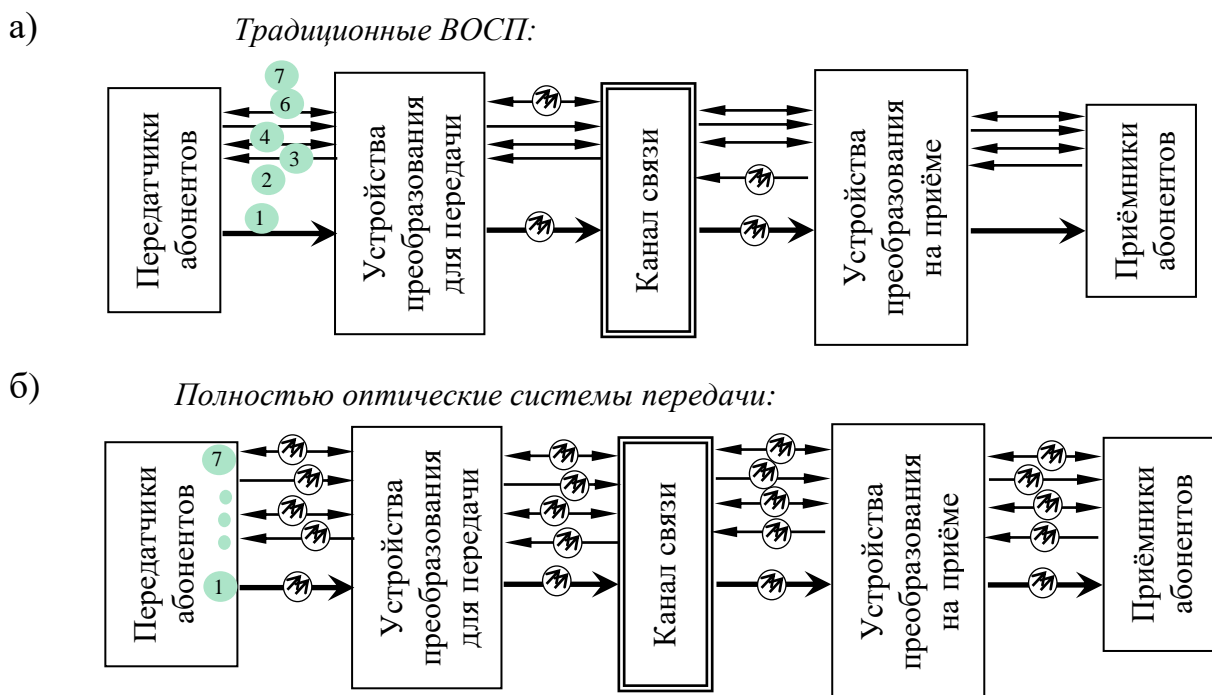 а)
Традиционные ВОСП:
7
6
4
3
2
1
Передатчики
абонентов
Устройства
преобразования
для передачи
Канал связи
Устройства
преобразования
на приёме
Приёмники
абонентов
б)
Полностью оптические системы передачи:
7
1
Передатчики
абонентов
Устройства
преобразования
для передачи
Канал связи
Устройства
преобразования
на приёме
Приёмники
абонентов